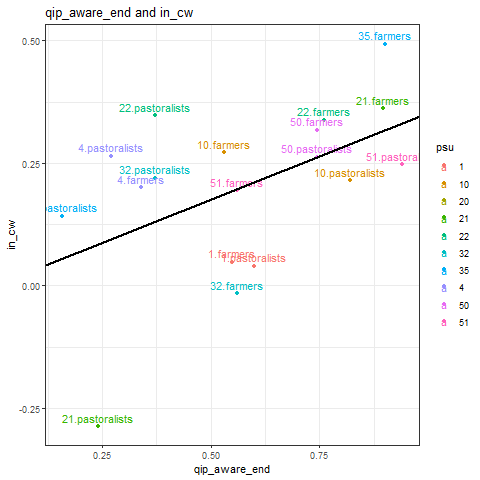 qip_aware_end and in_cw
0.50
0.25
0.00
-0.25
in_cw
35.farmers
21.farmers
22.pastoralists
22.farmers
50.farmers
4.pastoralists
10.farmers
50.pastoralists
51.pastora
32.pastoralists
10.pastoralists
4.farmers
51.farmers
pastoralists
1.farmers
1.pastoralists
32.farmers
21.pastoralists
0.25
0.50
0.75
qip_aware_end
psu
1
10
20
21
22
32
35
4
50
51